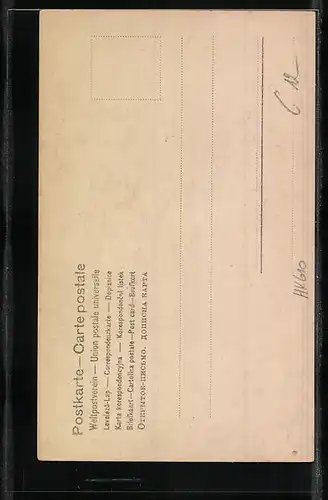 Postkarte — Carte postale
Weltpostverein — Union postale universelle
Levelező-Lap — Correspondenzkarte — Dopisnice
Karta korespondencyjna — Korespondenční lístek
Briefkaart—Cartolina postale—Post card—Brefkort
Открытое-письмо. Дописна карта
C 12